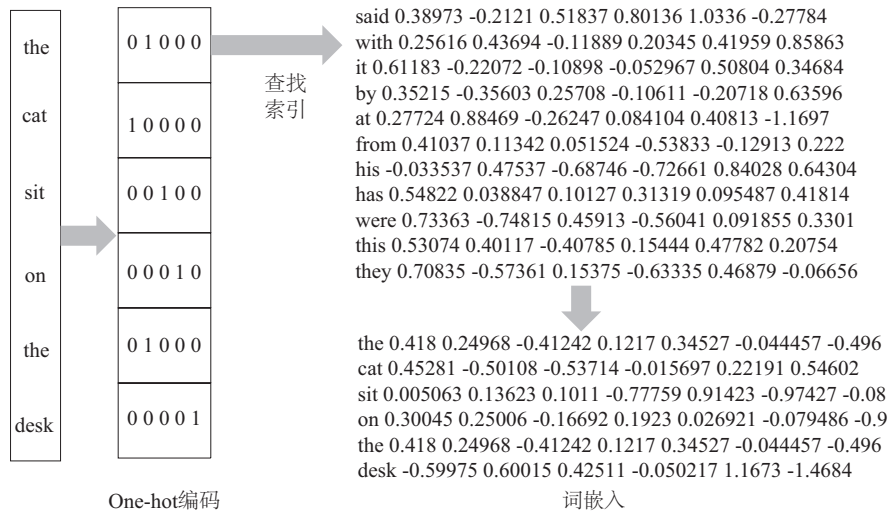 the
cat
sit
on
the
desk
0 1 0 0 0
1 0 0 0 0
0 0 1 0 0
0 0 0 1 0
0 1 0 0 0
0 0 0 0 1
One-hot编码
查找
索引
said 0.38973 -0.2121 0.51837 0.80136 1.0336 -0.27784
with 0.25616 0.43694 -0.11889 0.20345 0.41959 0.85863
it 0.61183 -0.22072 -0.10898 -0.052967 0.50804 0.34684
by 0.35215 -0.35603 0.25708 -0.10611 -0.20718 0.63596
at 0.27724 0.88469 -0.26247 0.084104 0.40813 -1.1697
from 0.41037 0.11342 0.051524 -0.53833 -0.12913 0.222
his -0.033537 0.47537 -0.68746 -0.72661 0.84028 0.64304
has 0.54822 0.038847 0.10127 0.31319 0.095487 0.41814
were 0.73363 -0.74815 0.45913 -0.56041 0.091855 0.3301
this 0.53074 0.40117 -0.40785 0.15444 0.47782 0.20754
they 0.70835 -0.57361 0.15375 -0.63335 0.46879 -0.06656
the 0.418 0.24968 -0.41242 0.1217 0.34527 -0.044457 -0.496
cat 0.45281 -0.50108 -0.53714 -0.015697 0.22191 0.54602
sit 0.005063 0.13623 0.1011 -0.77759 0.91423 -0.97427 -0.08
on 0.30045 0.25006 -0.16692 0.1923 0.026921 -0.079486 -0.9
the 0.418 0.24968 -0.41242 0.1217 0.34527 -0.044457 -0.496
desk -0.59975 0.60015 0.42511 -0.050217 1.1673 -1.4684
词嵌入